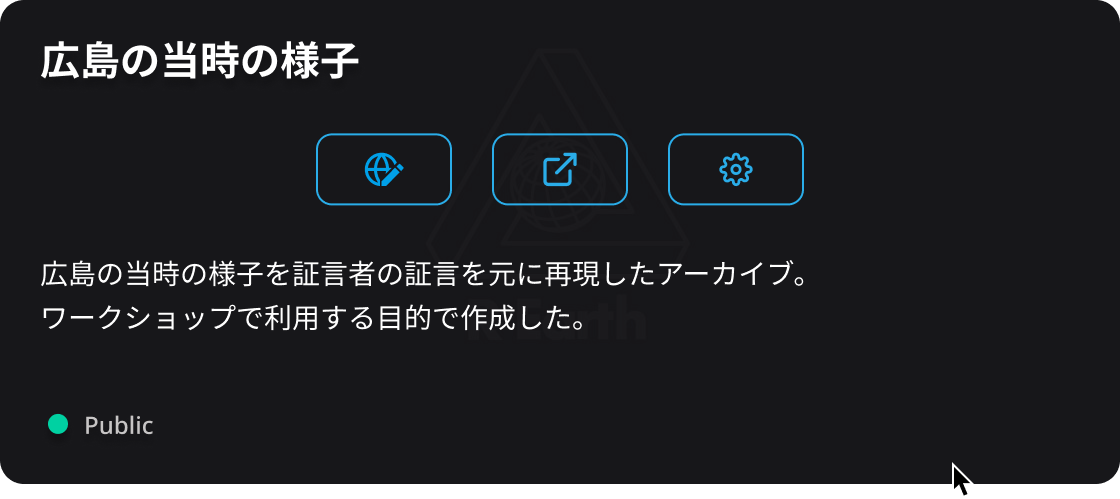 広島の当時の様子
広島の当時の様子を証言者の証言を元に再現したアーカイブ。
ワークショップで利用する目的で作成した。
Public